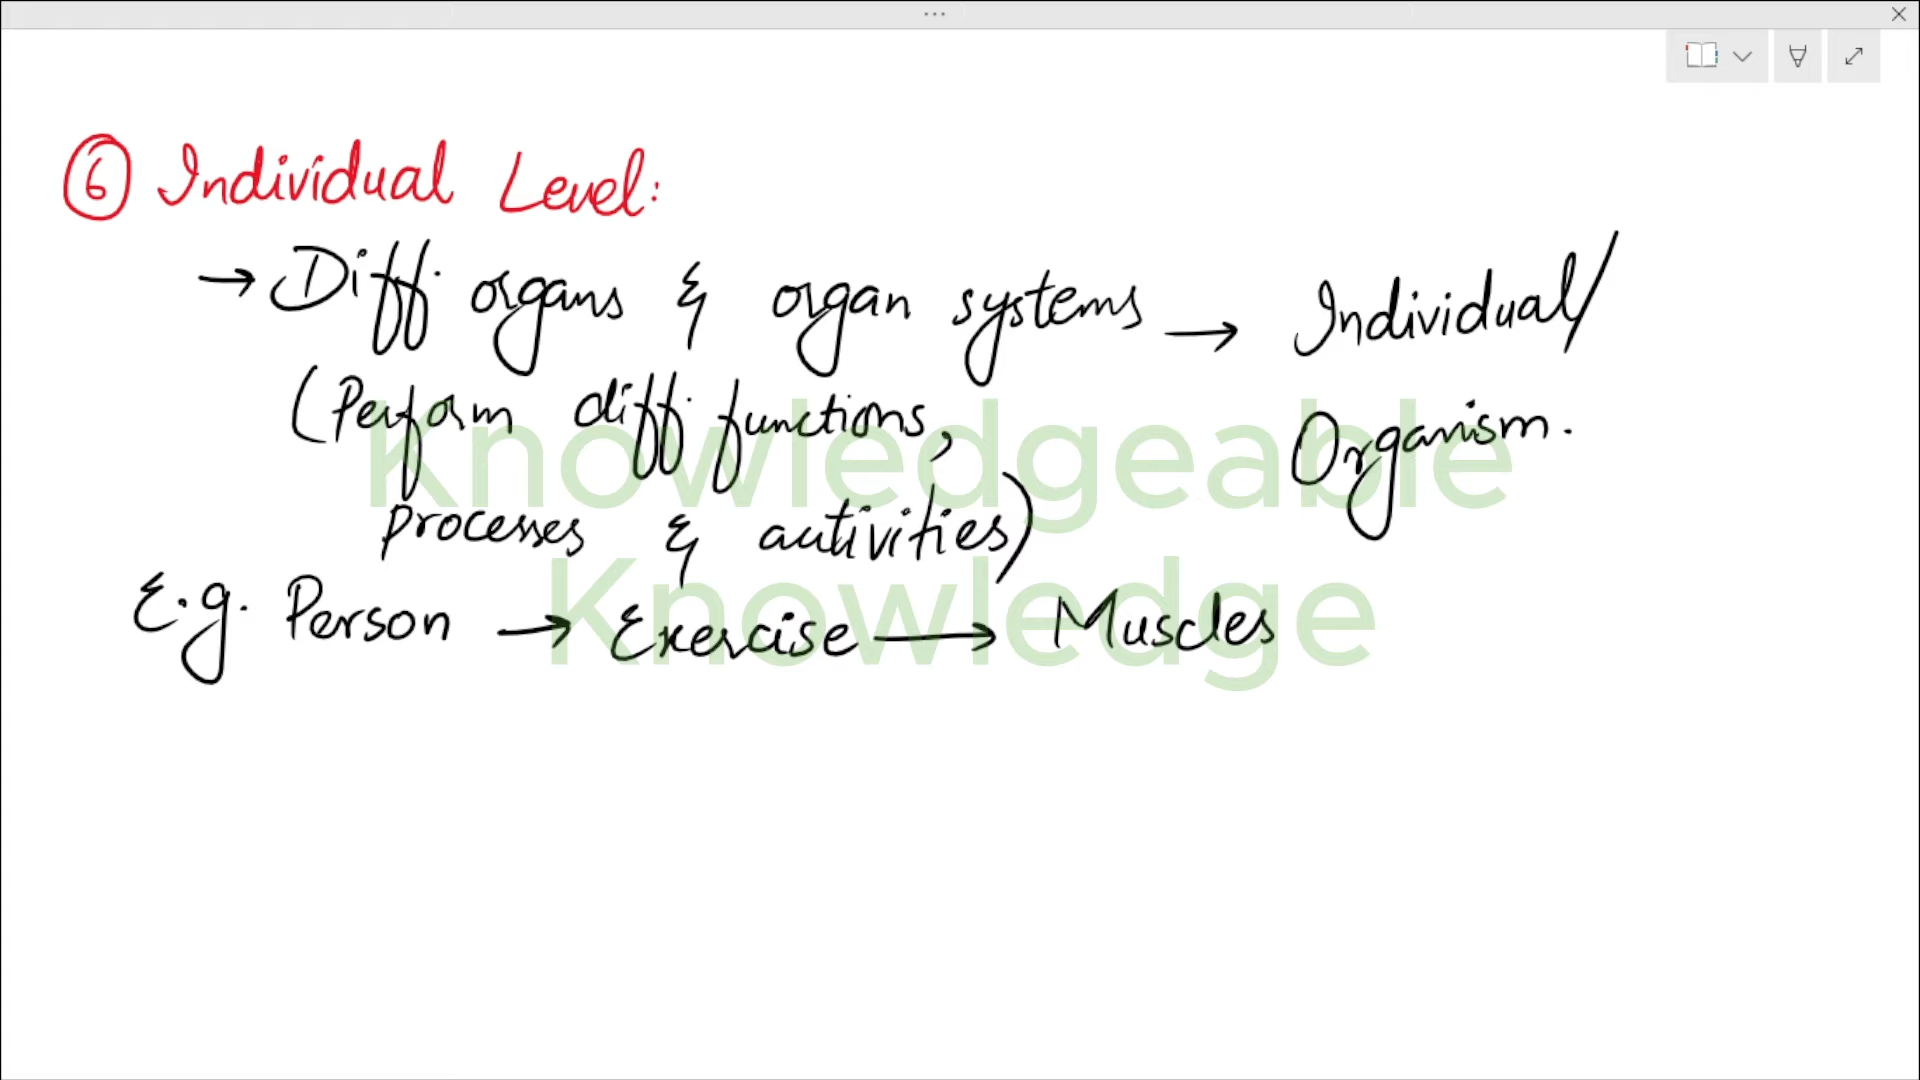 ⑥ Individual Level:
→ Diff. organs & organ systems → Individual/
(Perform diff. functions, Organism.
processes & activities)
E.g. Person → Exercise → Muscles
Knowledgeable
Knowledge